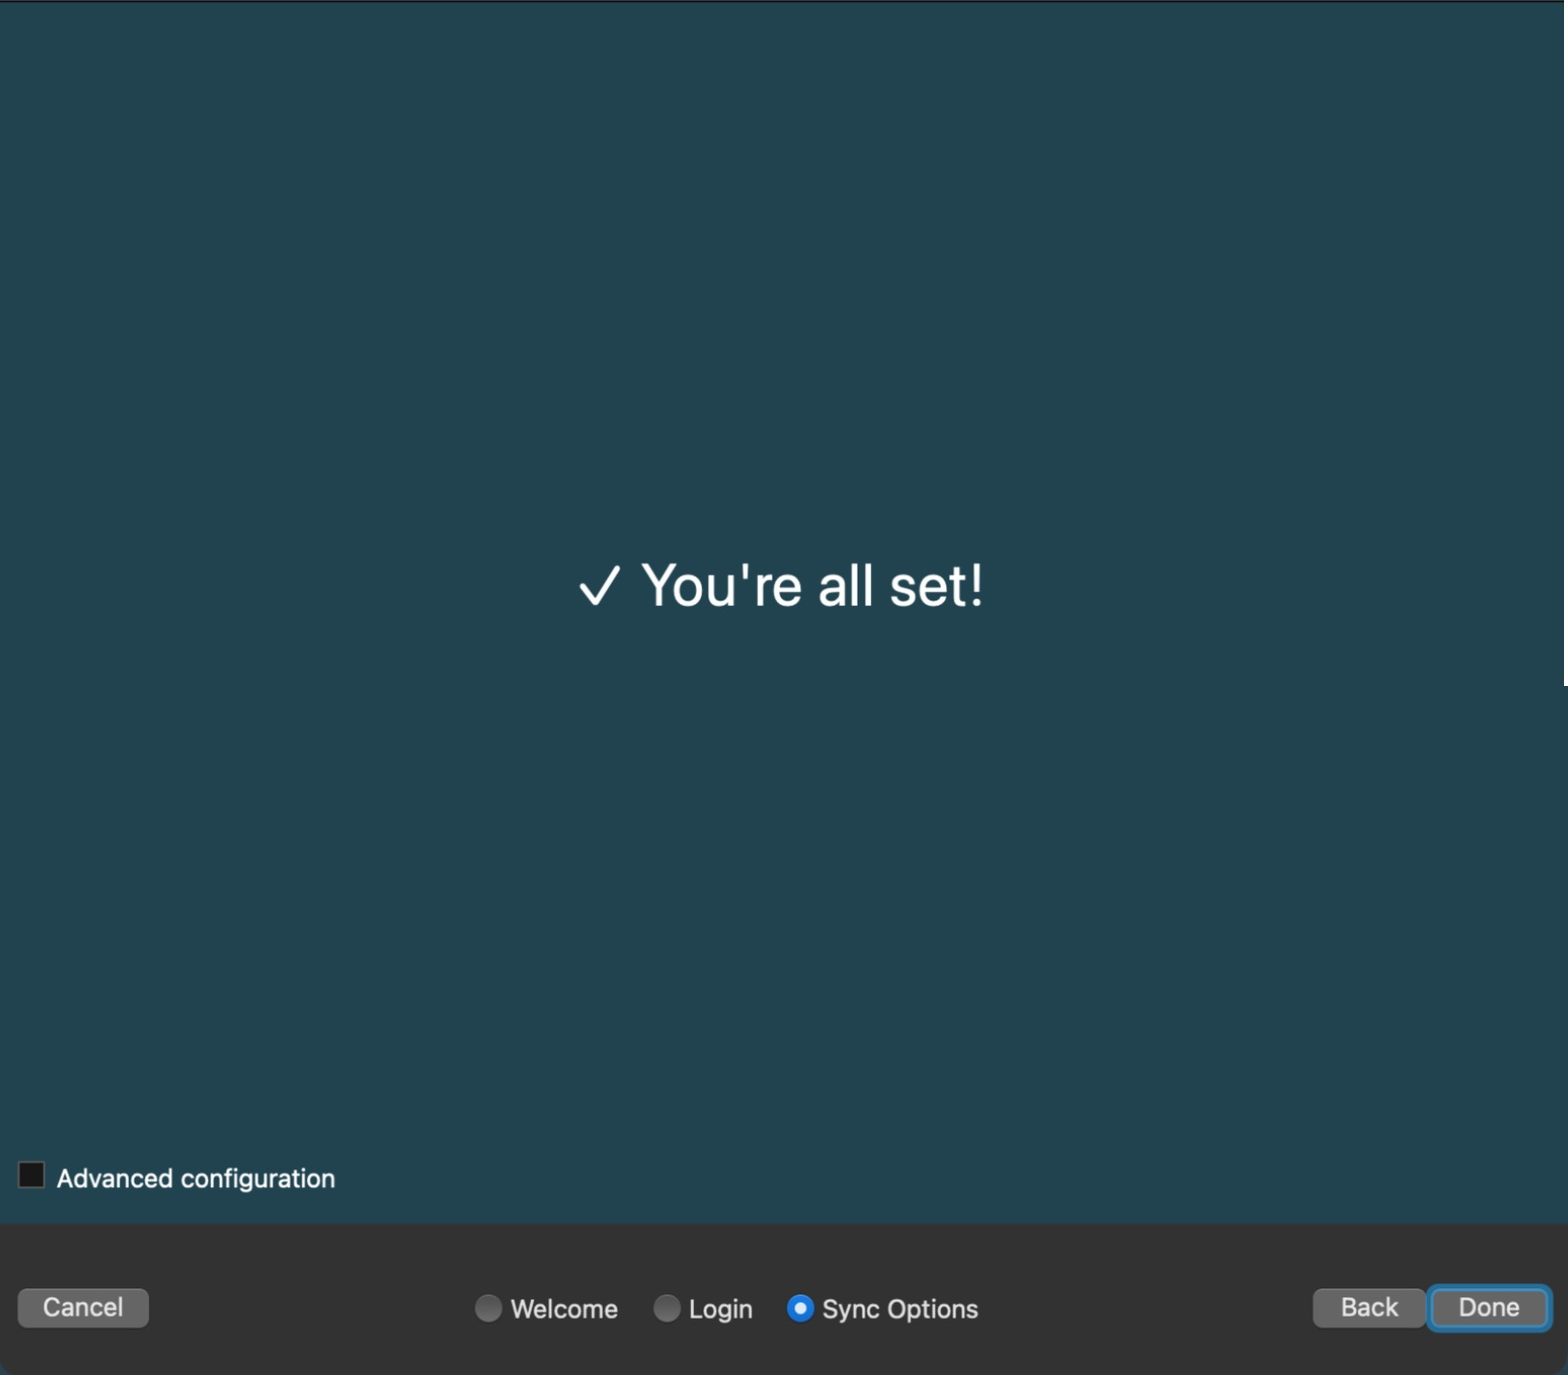 ✓ You're all set!
Advanced configuration
Cancel
Welcome
Login
Sync Options
Back
Done